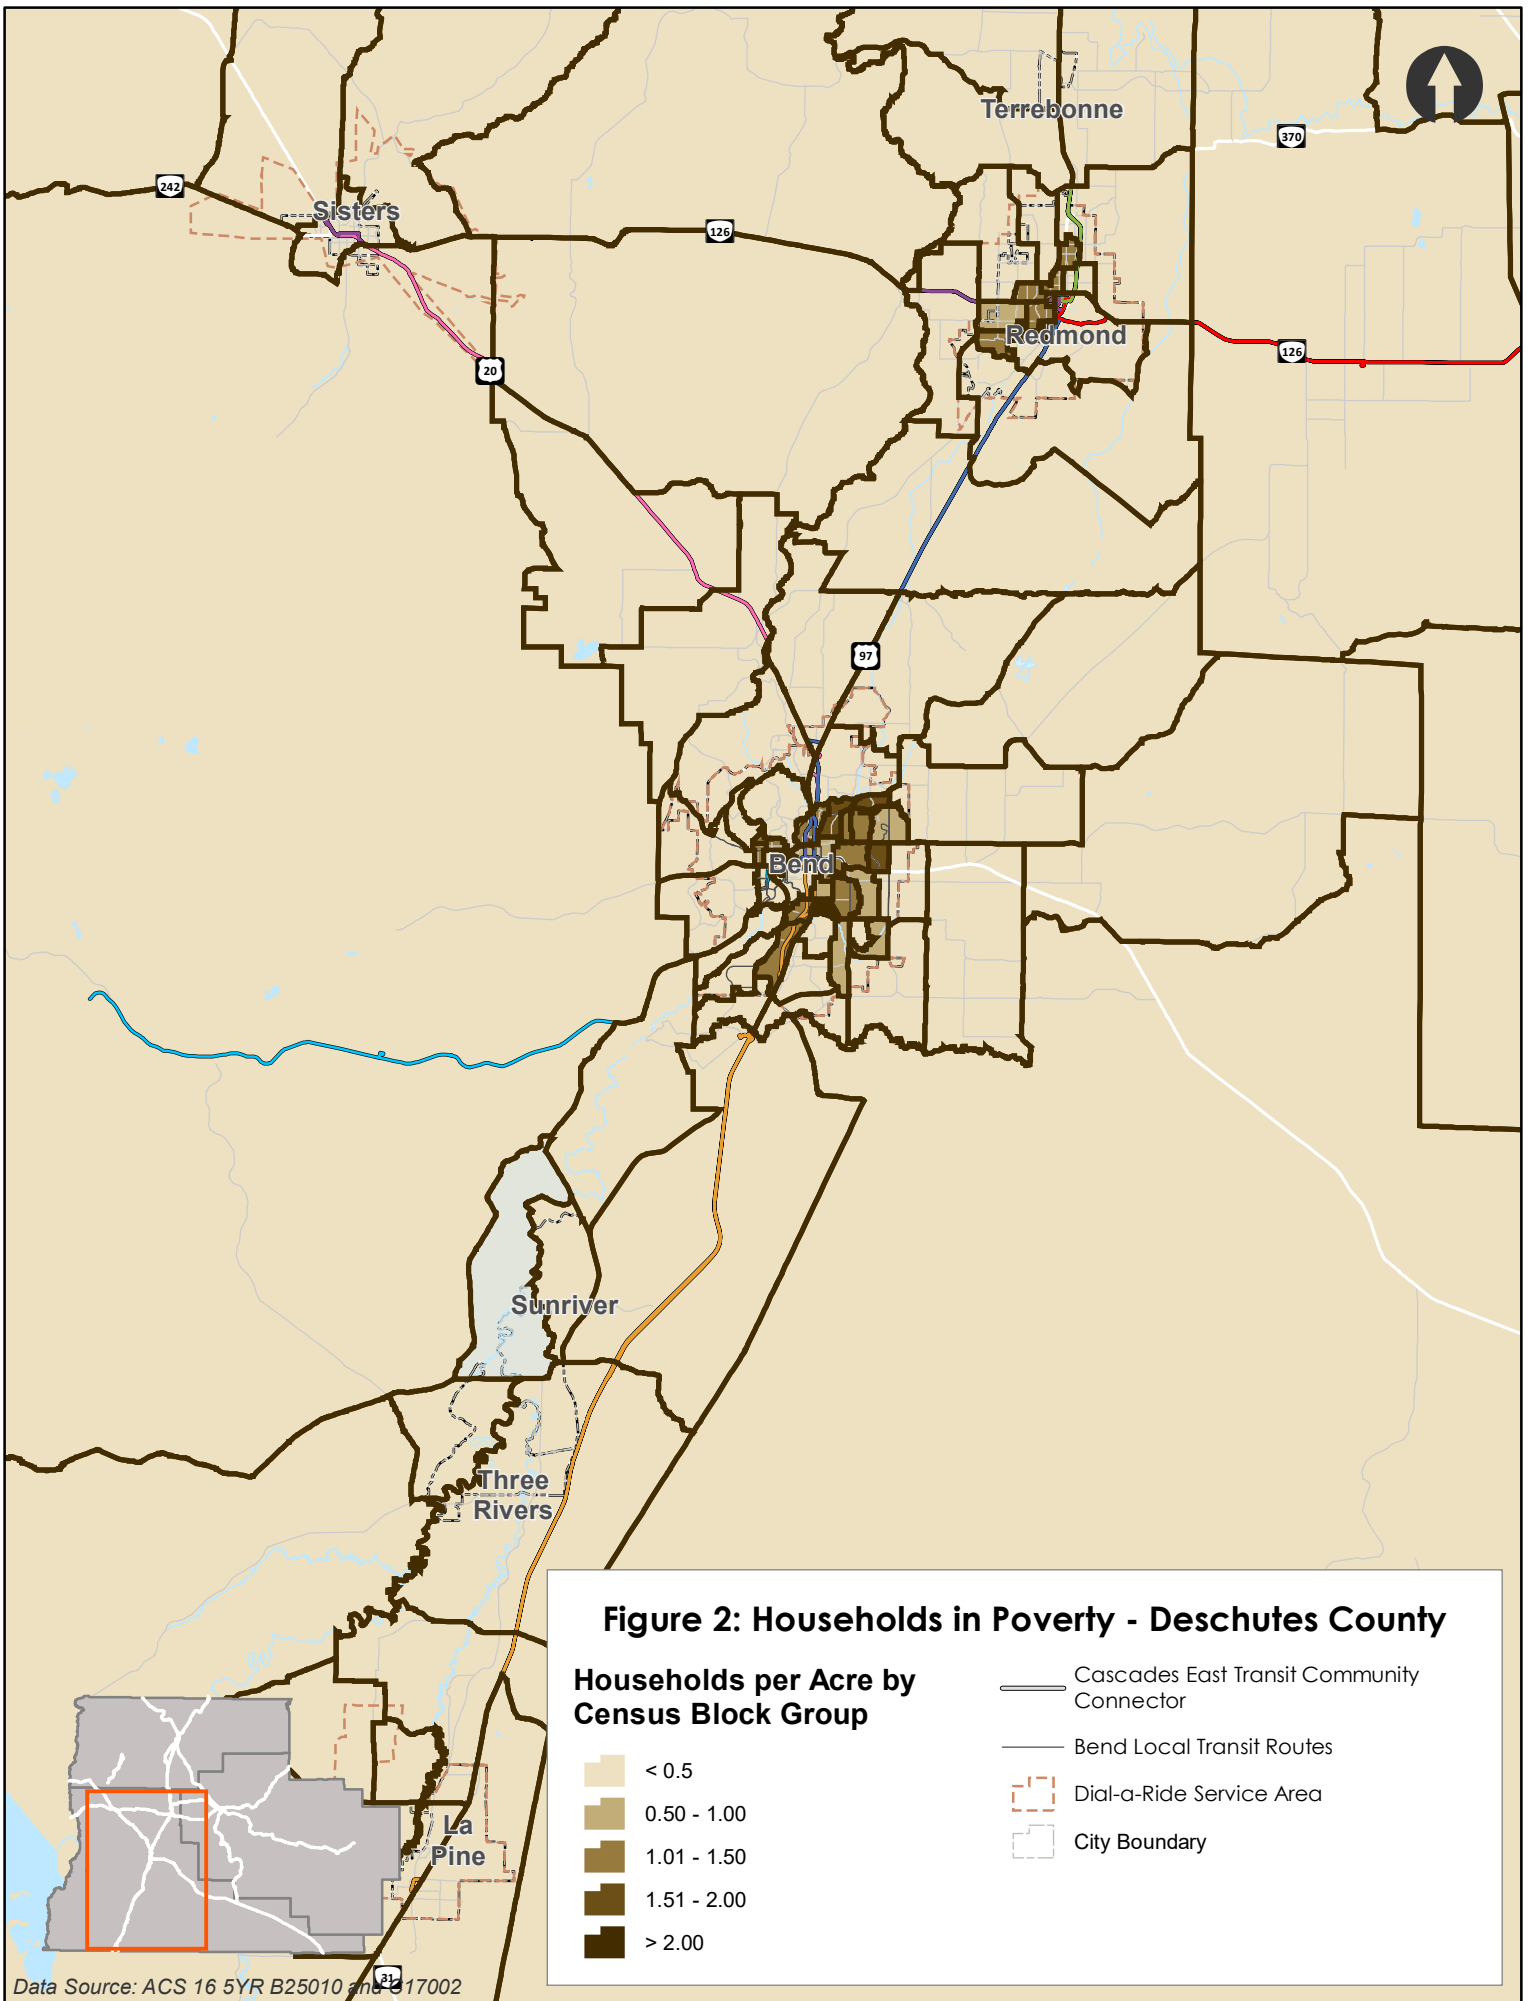 Terrebonne
370
242
Sisters
126
Redmond
126
20
97
Bend
Sunriver
Three
Rivers
Figure 2: Households in Poverty - Deschutes County
Households per Acre by
Census Block Group
< 0.5
0.50 - 1.00
1.01 - 1.50
1.51 - 2.00
> 2.00
Cascades East Transit Community
Connector
Bend Local Transit Routes
Dial-a-Ride Service Area
City Boundary
La
Pine
31
Data Source: ACS 16 5YR B25010 and C17002